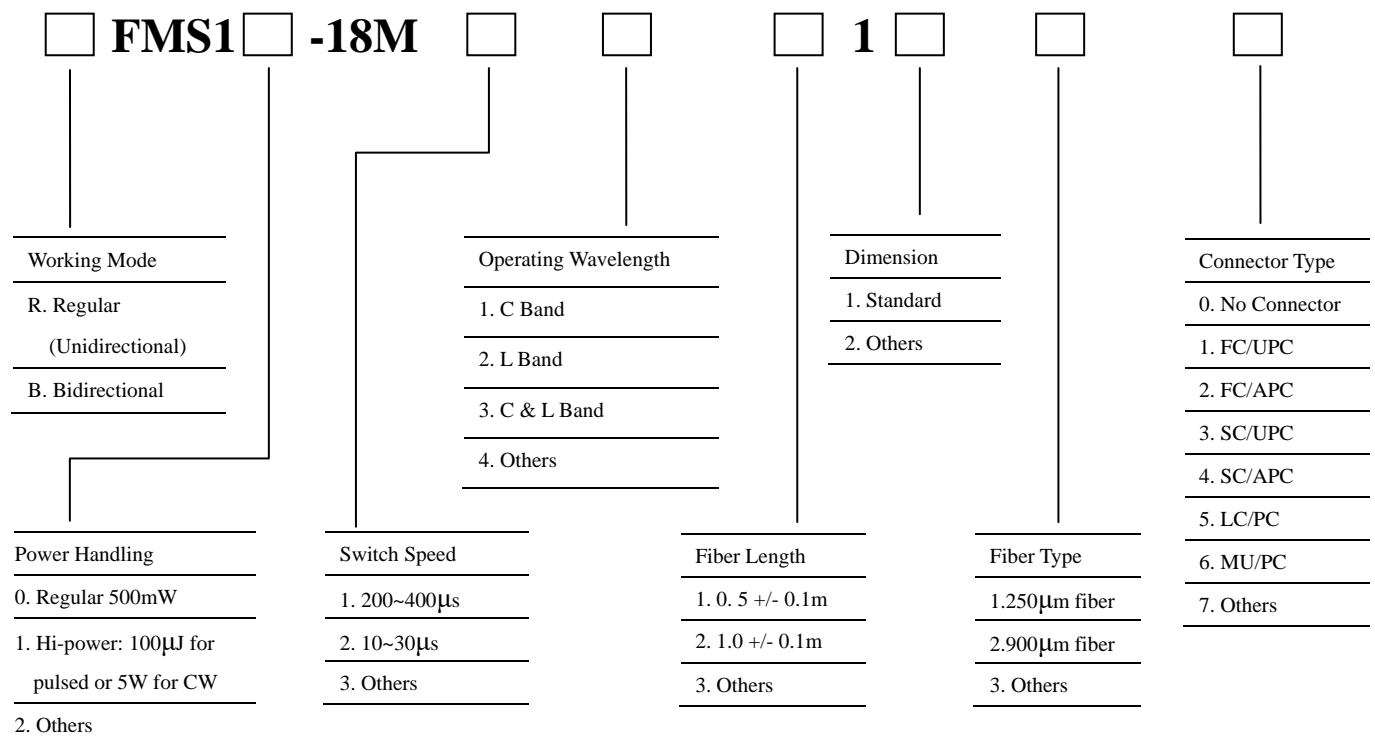 □ FMS1□ -18M □ □ □ 1 □ □ □
Working Mode
R. Regular
(Unidirectional)
B. Bidirectional
Operating Wavelength
1. C Band
2. L Band
3. C & L Band
4. Others
Dimension
1. Standard
2. Others
Connector Type
0. No Connector
1. FC/UPC
2. FC/APC
3. SC/UPC
4. SC/APC
5. LC/PC
6. MU/PC
7. Others
Power Handling
0. Regular 500mW
1. Hi-power: 100μJ for
pulsed or 5W for CW
2. Others
Switch Speed
1. 200~400μs
2. 10~30μs
3. Others
Fiber Length
1. 0. 5 +/- 0.1m
2. 1.0 +/- 0.1m
3. Others
Fiber Type
1.250μm fiber
2.900μm fiber
3. Others